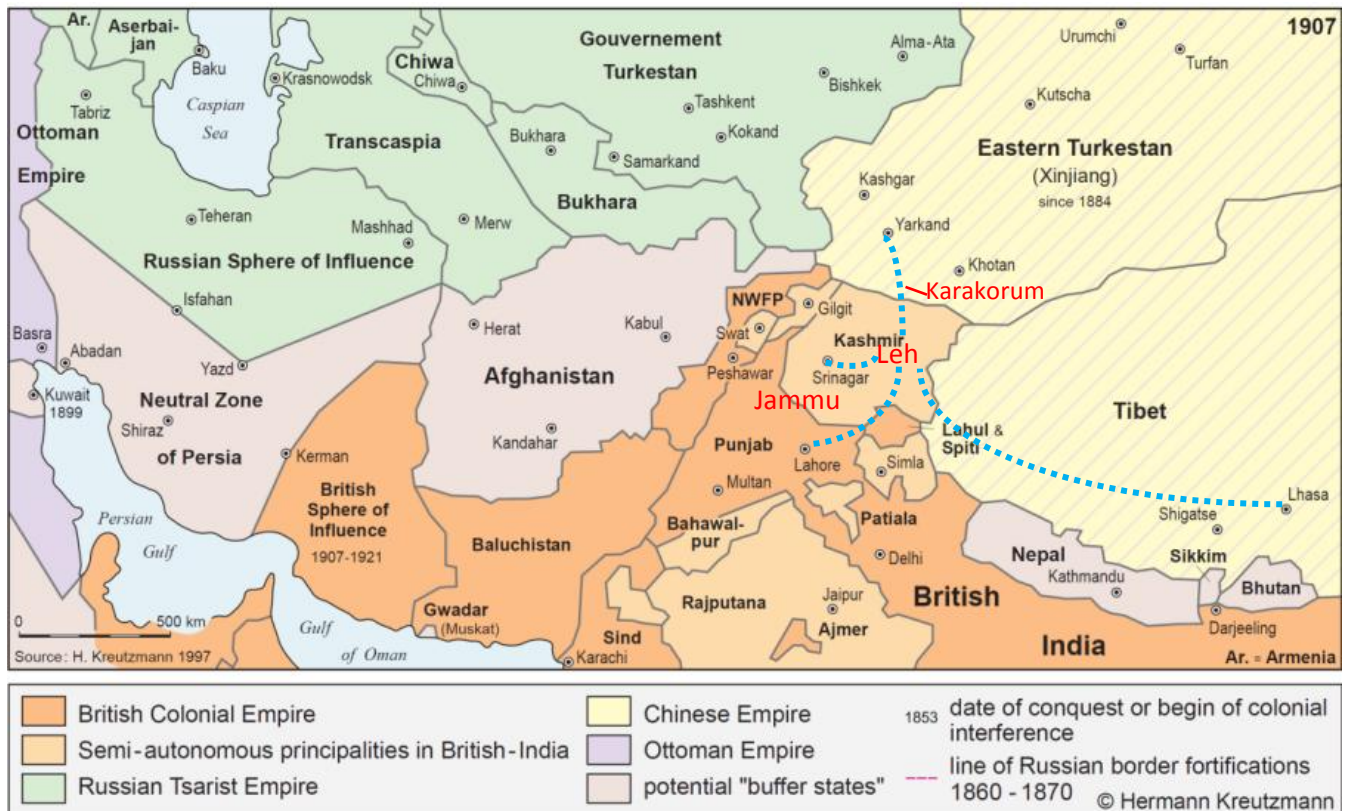 Ar.
Aserbai-
jan
Baku
Krasnowodsk
Chiwa
Chiwa
Gouvernement
Turkestan
Alma-Ata
Bishkek
Urumchi
1907
Turfan
Tabriz
Caspian
Sea
Tashkent
Kutscha
Ottoman
Empire
Transcaspia
Bukhara
Kokand
Samarkand
Eastern Turkestan
(Xinjiang)
since 1884
Kashgar
Bukhara
Teheran
Mashhad
Merw
Yarkand
Russian Sphere of Influence
Khotan
Karakorum
Isfahan
NWFP
Gilgit
Herat
Kabul
Swat
Kashmir
Leh
Basra
Abadan
Yazd
Peshawar
Srinagar
Afghanistan
Kuwait
1899
Neutral Zone
of Persia
Shiraz
Jammu
Tibet
Kandahar
Punjab
Lahul &
Spiti
Kerman
Lahore
Simla
Multan
British
Sphere of
Influence
1907-1921
Lhasa
Shigatse
Persian
Gulf
Baluchistan
Bahawal-
pur
Patiala
Delhi
Nepal
Kathmandu
Sikkim
Bhutan
Gwadar
(Muskat)
Rajputana
Jaipur
Ajmer
British
India
Darjeeling
0 500 km
Gulf
of Oman
Sind
Karachi
Source: H. Kreutzmann 1997
Ar. = Armenia
British Colonial Empire
Semi-autonomous principalities in British-India
Russian Tsarist Empire
Chinese Empire
Ottoman Empire
potential "buffer states"
1853 date of conquest or begin of colonial
interference
line of Russian border fortifications
1860 - 1870
© Hermann Kreutzmann